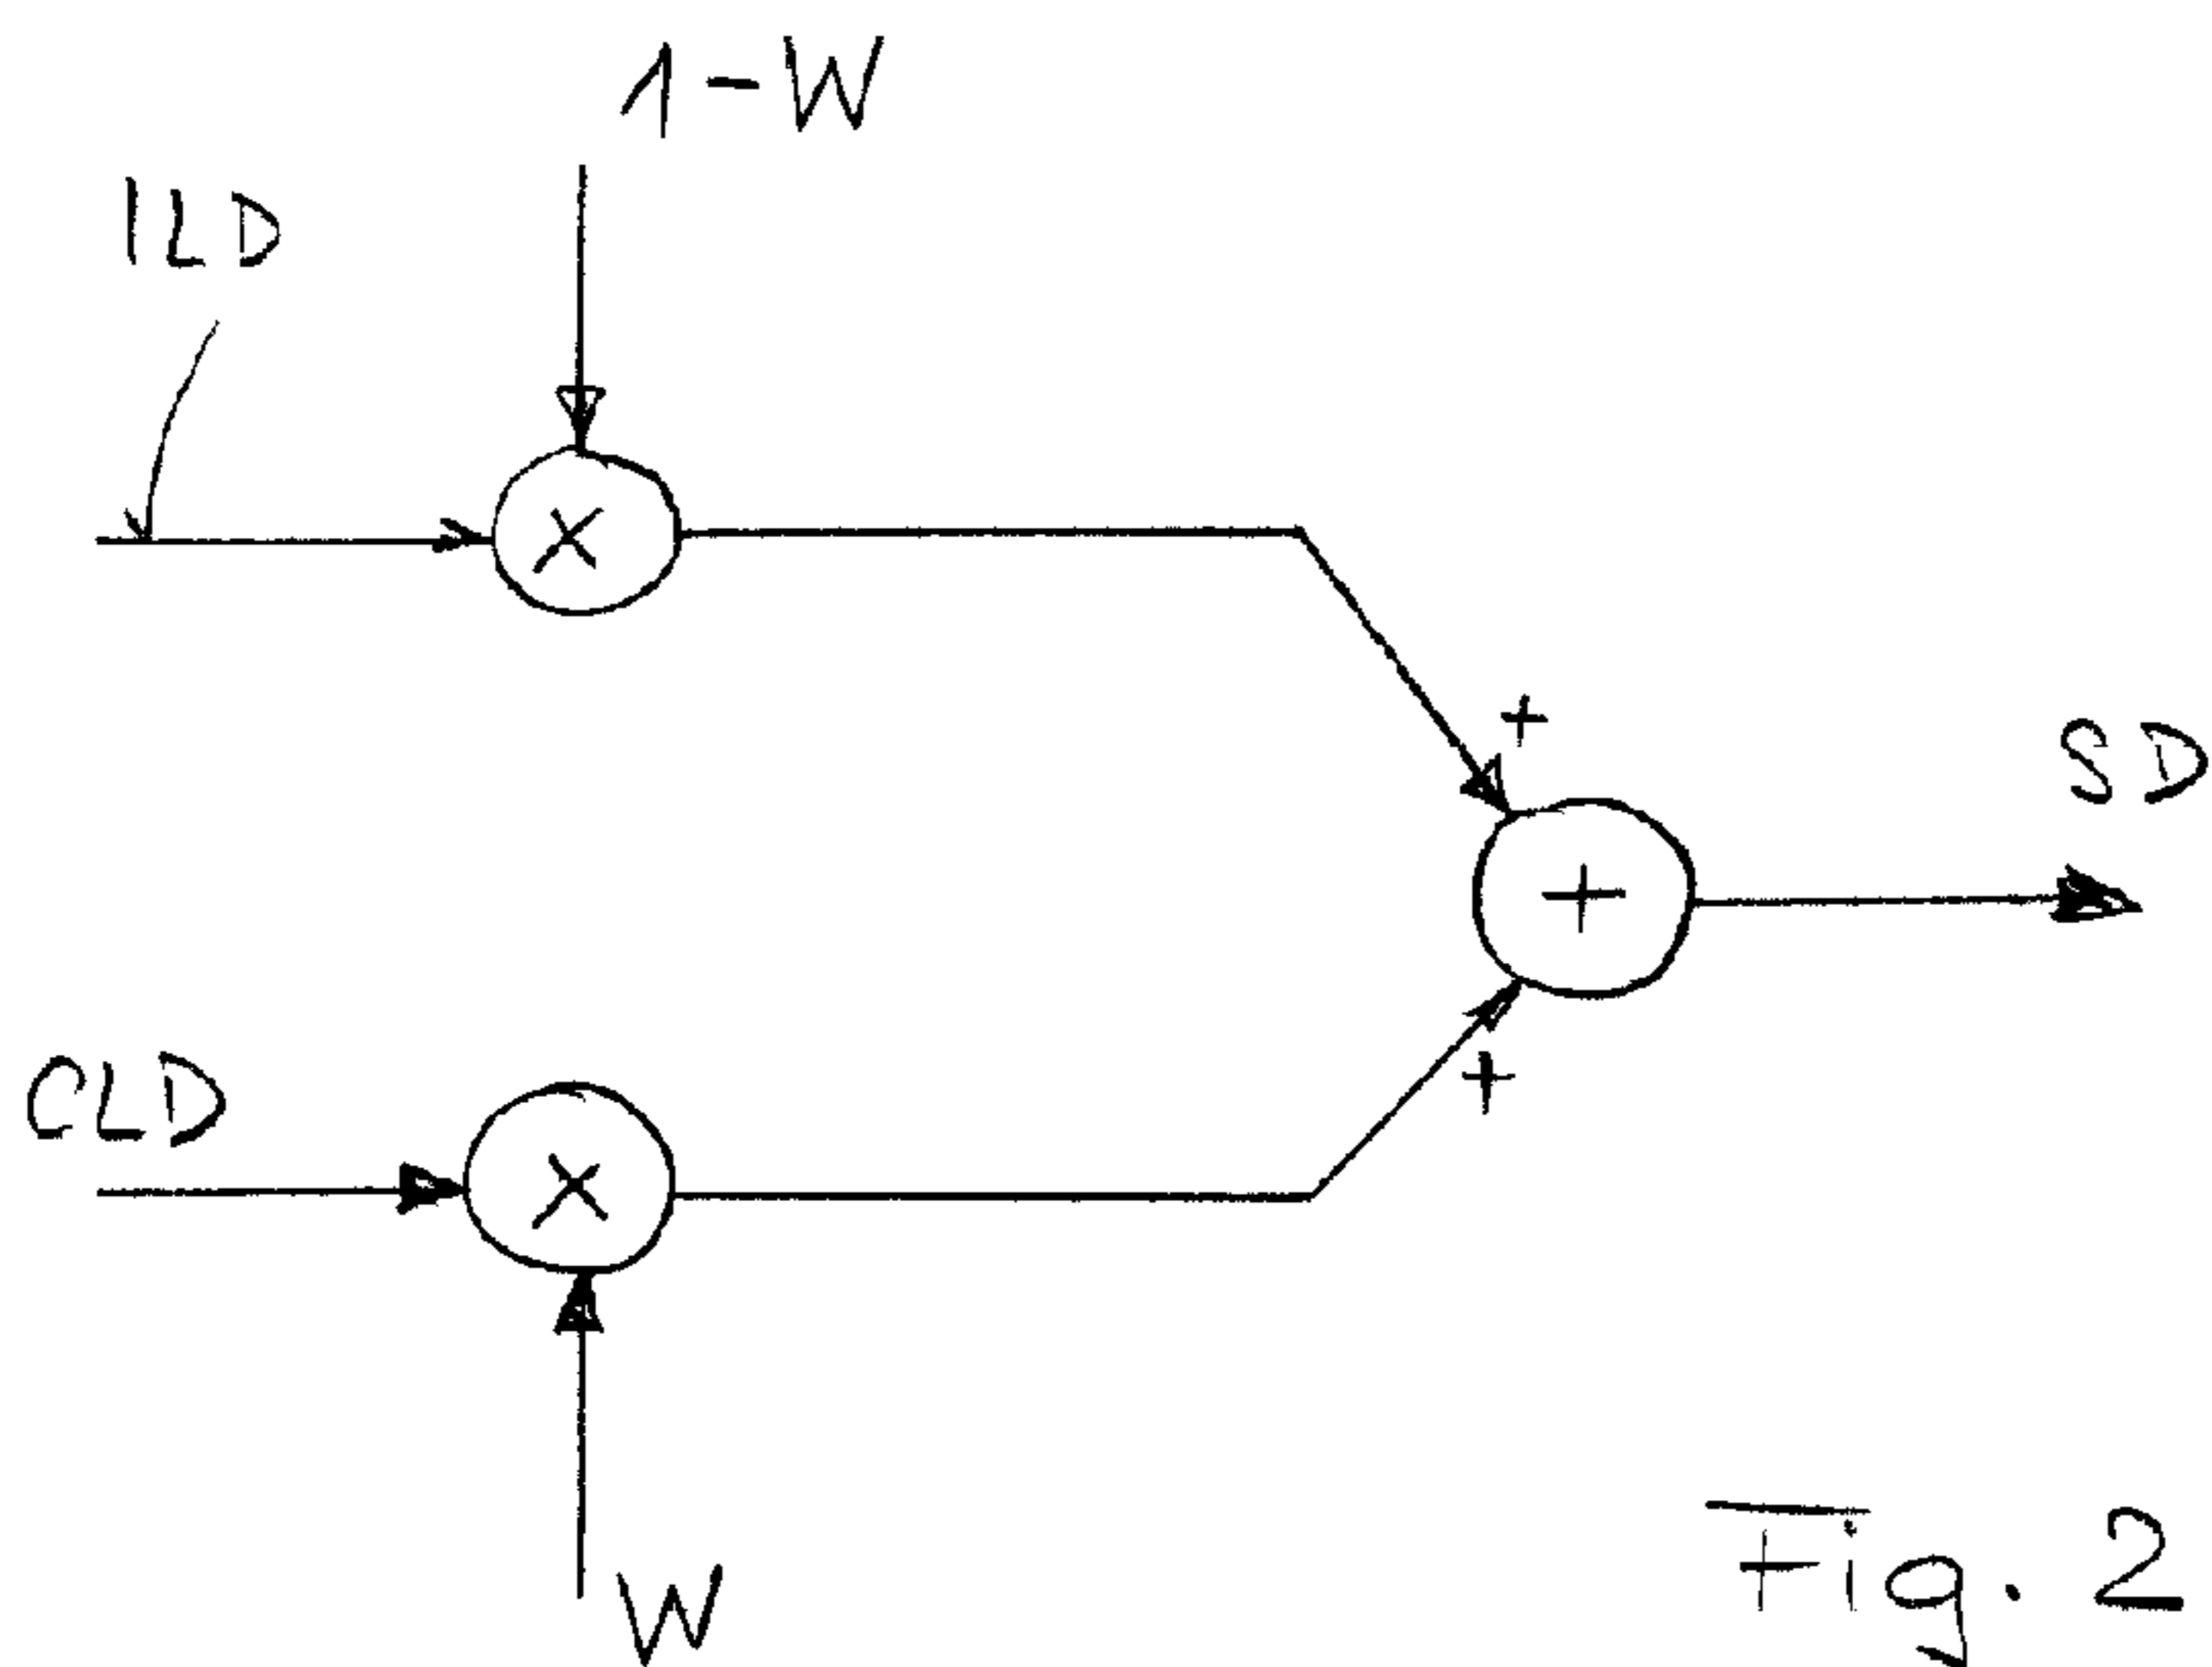 1-W
ILD
×
+
SD
+
CLD
×
+
W
Fig. 2